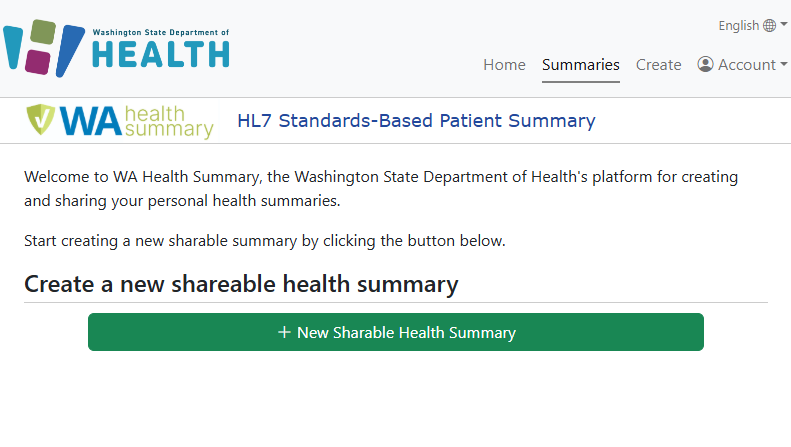 Washington State Department of
HEALTH
English
Home Summaries Create Account
WA health summary
HL7 Standards-Based Patient Summary
Welcome to WA Health Summary, the Washington State Department of Health's platform for creating
and sharing your personal health summaries.
Start creating a new sharable summary by clicking the button below.
Create a new shareable health summary
+ New Sharable Health Summary